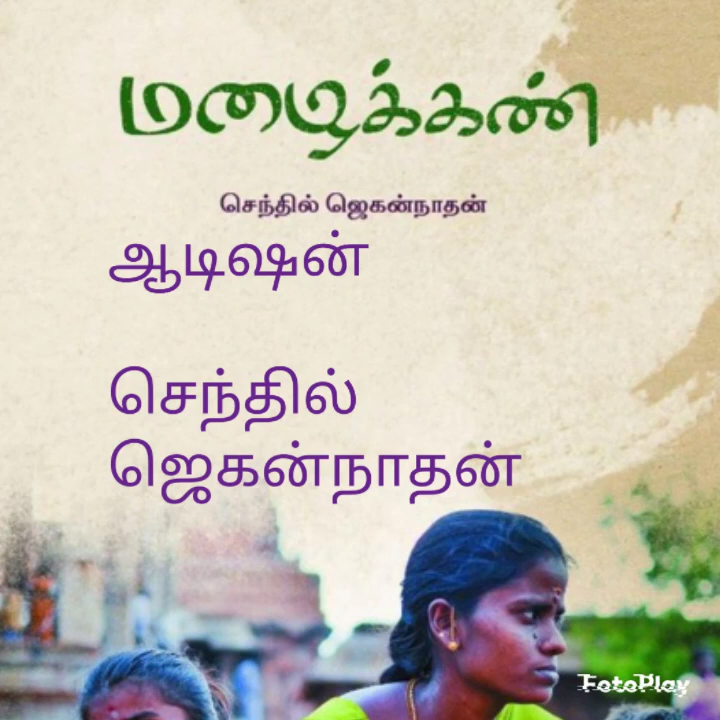 மழைக்கண்
செந்தில் ஜெகன்நாதன்
ஆடிஷன்
செந்தில்
ஜெகன்நாதன்
FotoPlay